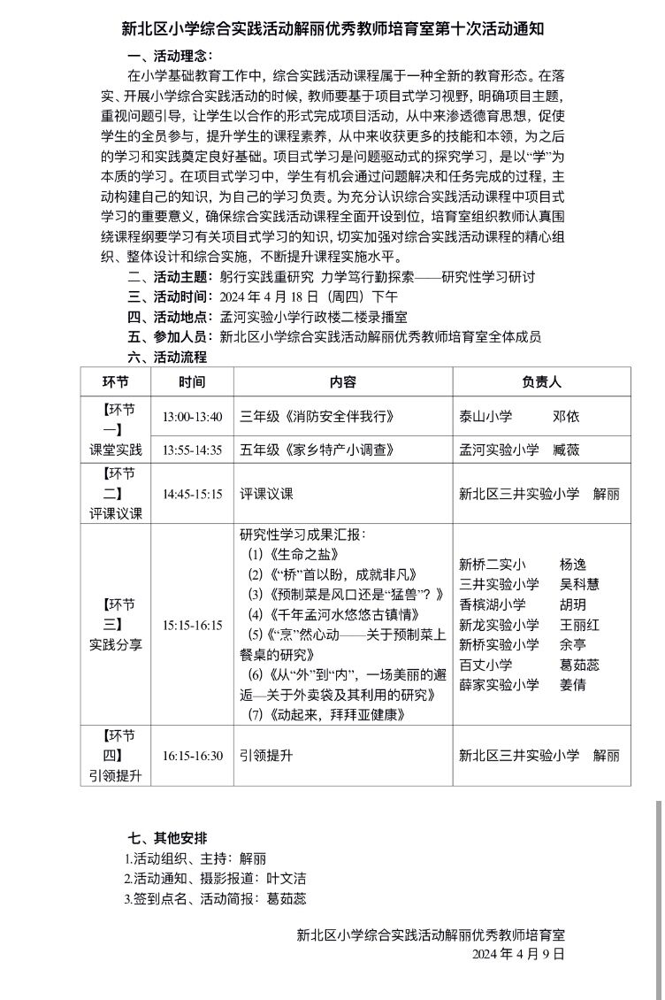 新北区小学综合实践活动解丽优秀教师培育室第十次活动通知
一、活动理念：
在小学基础教育工作中，综合实践活动课程属于一种全新的教育形态。在落
实、开展小学综合实践活动的时候，教师要基于项目式学习视野，明确项目主题，
重视问题引导，让学生以合作的形式完成项目活动，从中来渗透德育思想，促使
学生的全员参与，提升学生的课程素养，从中来收获更多的技能和本领，为之后
的学习和实践奠定良好基础。项目式学习是问题驱动式的探究学习，是以“学”为
本质的学习。在项目式学习中，学生有机会通过问题解决和任务完成的过程，主
动构建自己的知识，为自己的学习负责。为充分认识综合实践活动课程中项目式
学习的重要意义，确保综合实践活动课程全面开设到位，培育室组织教师认真围
绕课程纲要学习有关项目式学习的知识，切实加强对综合实践活动课程的精心组
织、整体设计和综合实施，不断提升课程实施水平。
二、活动主题：躬行实践重研究 力学笃行勤探索——研究性学习研讨
三、活动时间：2024 年 4 月 18 日（周四）下午
四、活动地点：孟河实验小学行政楼二楼录播室
五、参加人员：新北区小学综合实践活动解丽优秀教师培育室全体成员
六、活动流程
环节 时间 内容 负责人
【环节
一】
课堂实践
13:00-13:40 三年级《消防安全伴我行》 泰山小学 邓依
13:55-14:35 五年级《家乡特产小调查》 孟河实验小学 臧薇
【环节
二】
评课议课
14:45-15:15 评课议课 新北区三井实验小学 解丽
【环节
三】
实践分享
15:15-16:15
研究性学习成果汇报：
（1）《生命之盐》
（2）《“桥”首以盼，成就非凡》
（3）《预制菜是风口还是“猛兽”？》
（4）《千年孟河水悠悠古镇情》
（5）《“烹”然心动——关于预制菜上
餐桌的研究》
（6）《从“外”到“内”，一场美丽的邂
逅—关于外卖袋及其利用的研究》
（7）《动起来，拜拜亚健康》
新桥二实小 杨逸
三井实验小学 吴科慧
香槟湖小学 胡玥
新龙实验小学 王丽红
新桥实验小学 余亭
百丈小学 葛茹蕊
薛家实验小学 姜倩
【环节
四】
引领提升
16:15-16:30 引领提升 新北区三井实验小学 解丽
七、其他安排
1.活动组织、主持：解丽
2.活动通知、摄影报道：叶文洁
3.签到点名、活动简报：葛茹蕊
新北区小学综合实践活动解丽优秀教师培育室
2024 年 4 月 9 日